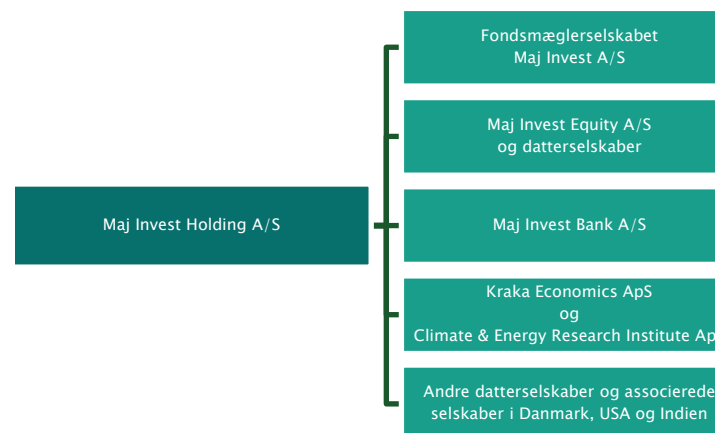 Fondsmæglerselskabet
Maj Invest A/S
Maj Invest Equity A/S
og datterselskaber
Maj Invest Holding A/S
Maj Invest Bank A/S
Kraka Economics ApS
og
Climate & Energy Research Institute Ap
Andre datterselskaber og associerede
selskaber i Danmark, USA og Indien